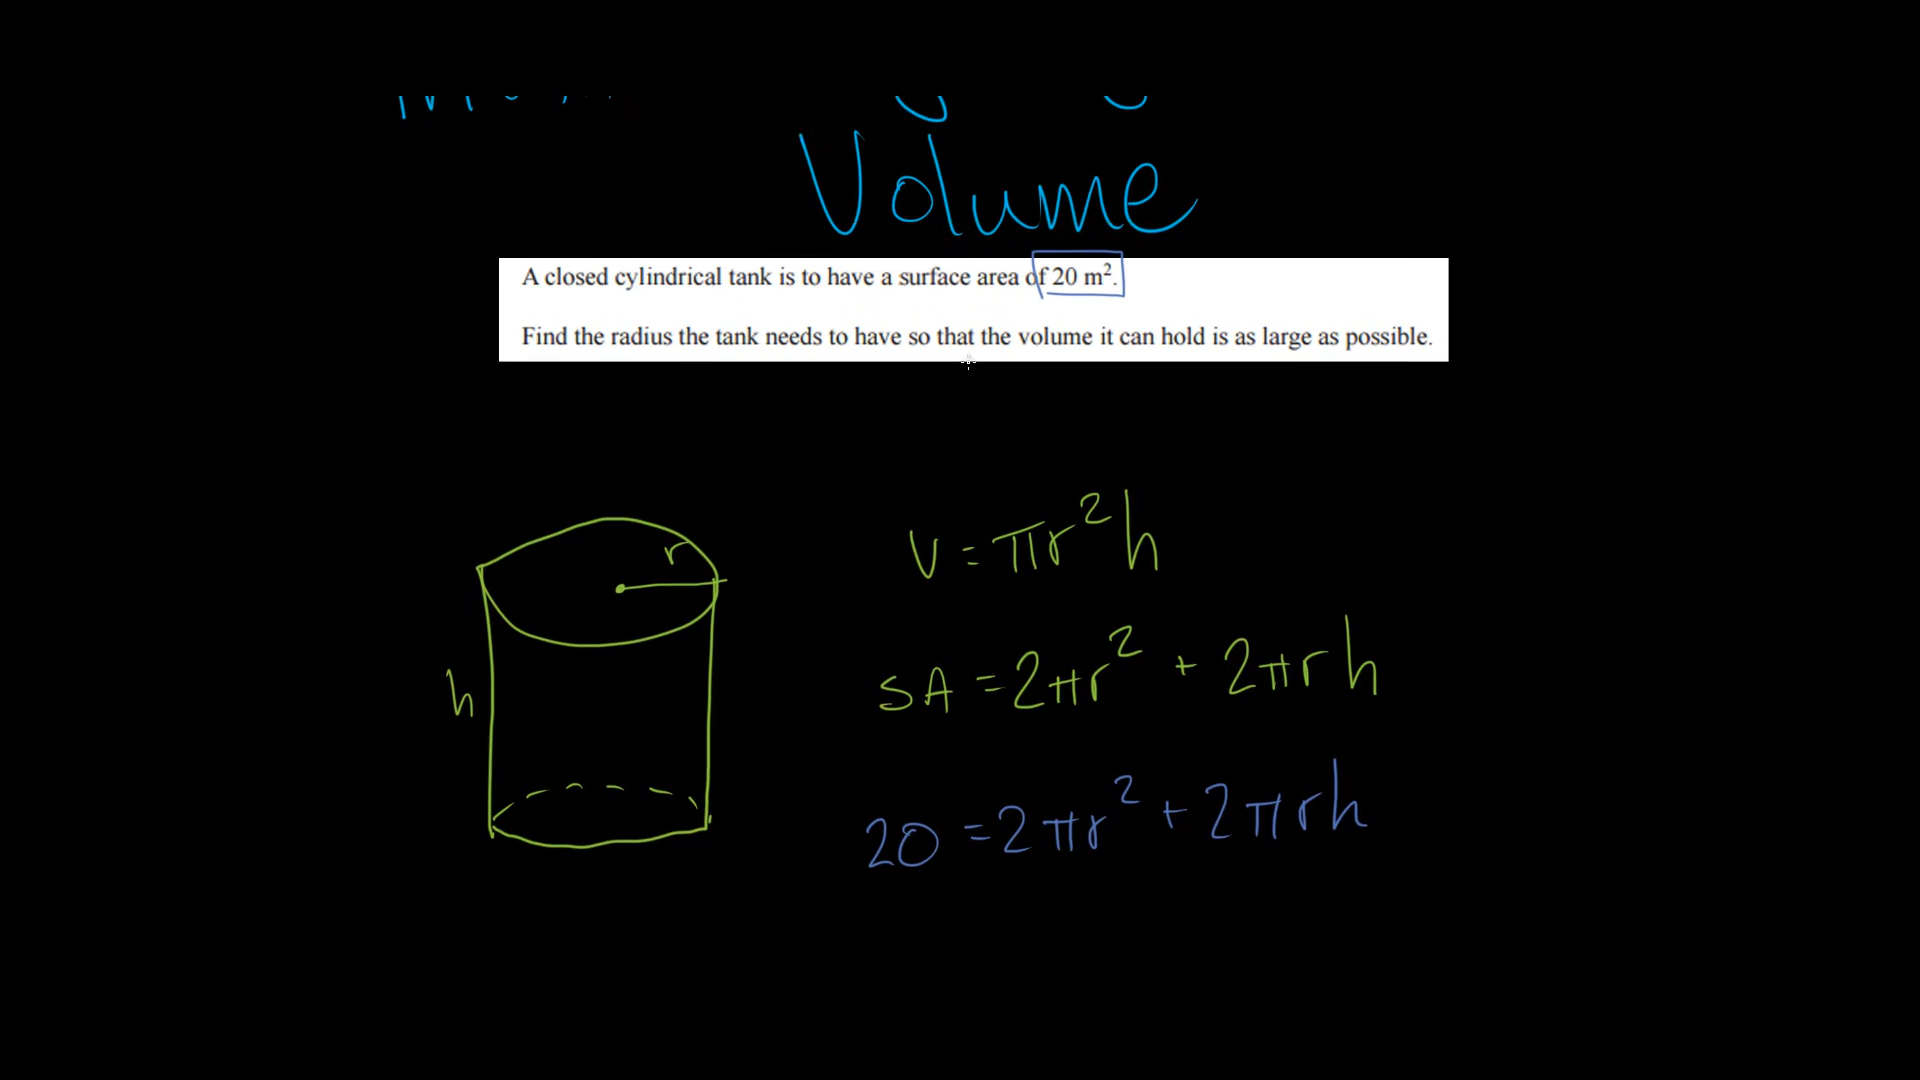 Volume
A closed cylindrical tank is to have a surface area of 20 m².
Find the radius the tank needs to have so that the volume it can hold is as large as possible.
r
V = πr²h
h
SA = 2πr² + 2πrh
20 = 2πr² + 2πrh